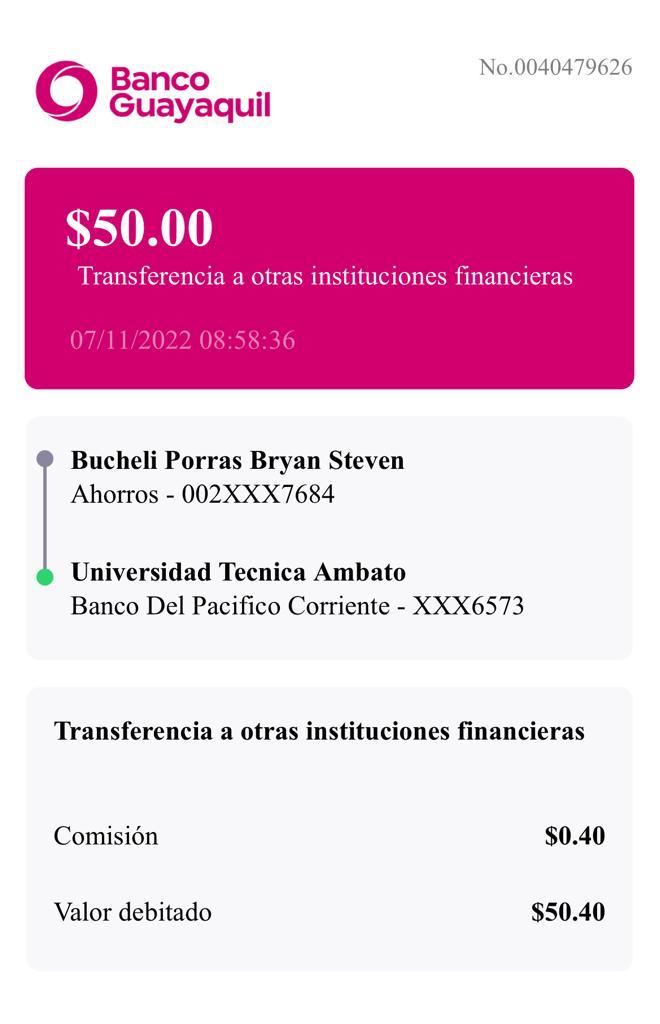 Banco
Guayaquil
No.0040479626
$50.00
Transferencia a otras instituciones financieras
07/11/2022 08:58:36
Bucheli Porras Bryan Steven
Ahorros - 002XXX7684
Universidad Tecnica Ambato
Banco Del Pacifico Corriente - XXX6573
Transferencia a otras instituciones financieras
Comisión $0.40
Valor debitado $50.40